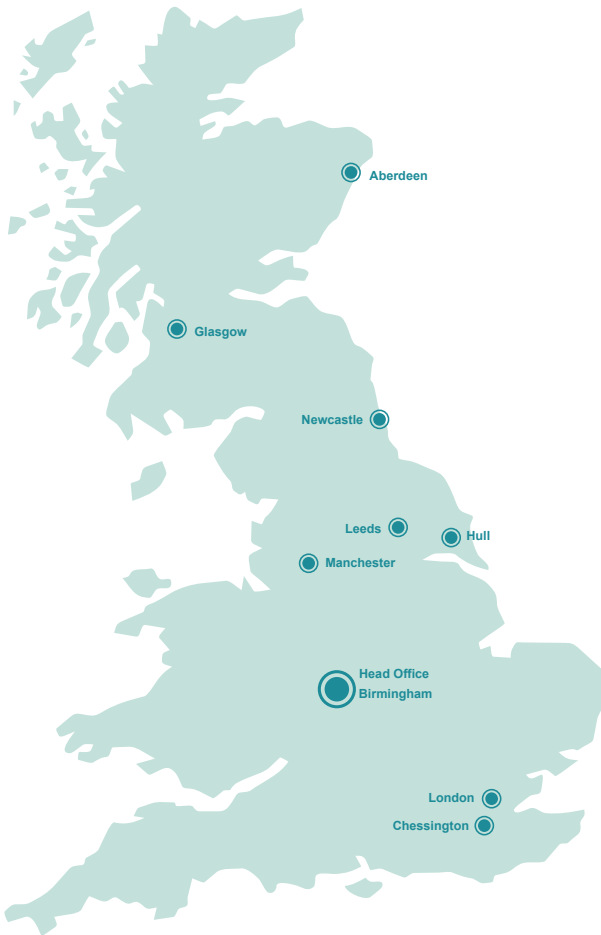 Aberdeen
Glasgow
Newcastle
Leeds
Hull
Manchester
Head Office
Birmingham
London
Chessington